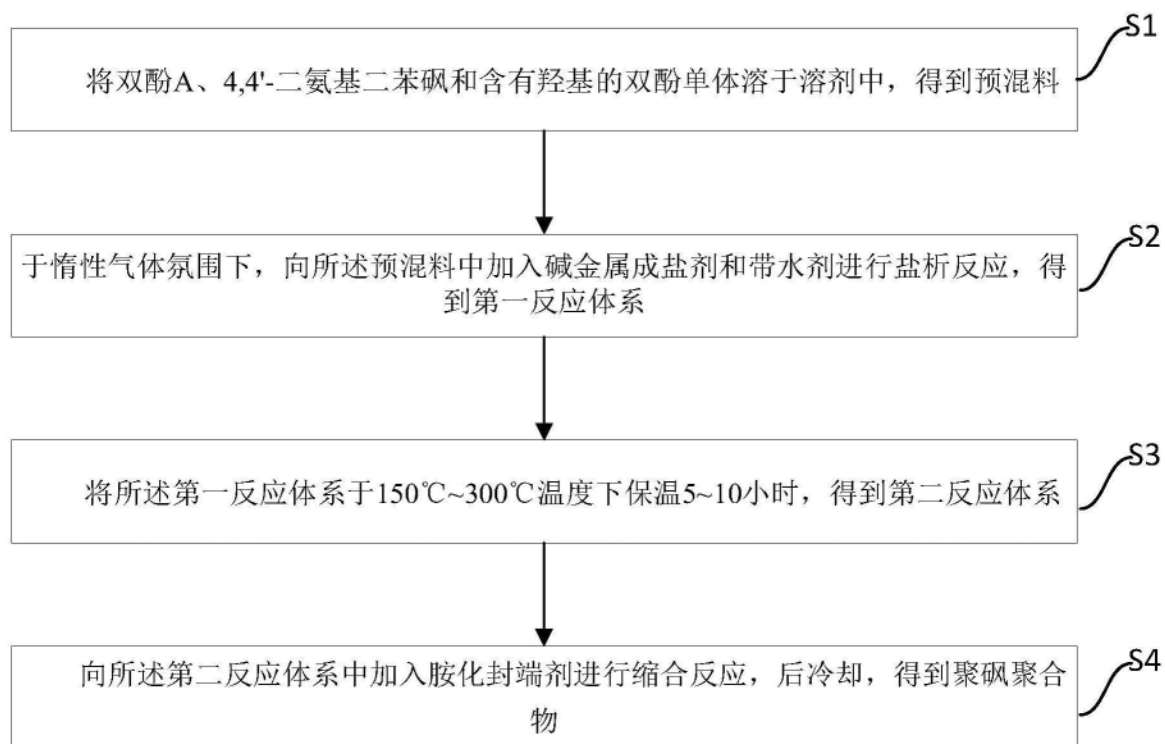 S1
将双酚A、4,4'-二氨基二苯砜和含有羟基的双酚单体溶于溶剂中，得到预混料
S2
于惰性气体氛围下，向所述预混料中加入碱金属成盐剂和带水剂进行盐析反应，得
到第一反应体系
S3
将所述第一反应体系于150℃~300℃温度下保温5~10小时，得到第二反应体系
S4
向所述第二反应体系中加入胺化封端剂进行缩合反应，后冷却，得到聚砜聚合
物